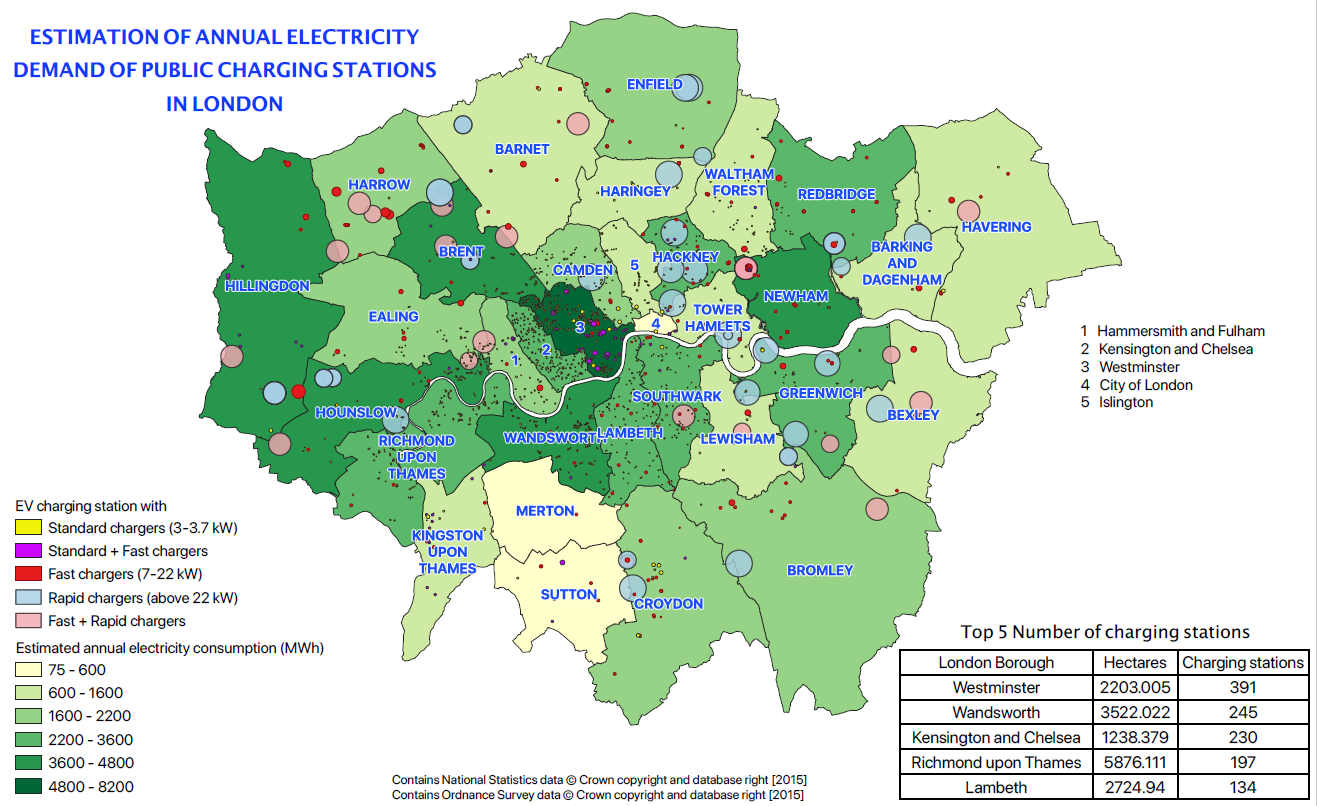 ESTIMATION OF ANNUAL ELECTRICITY
DEMAND OF PUBLIC CHARGING STATIONS
IN LONDON
ENFIELD
BARNET
HARROW
HARINGEY
WALTHAM
FOREST
REDBRIDGE
HAVERING
BRENT
CAMDEN
5
HACKNEY
BARKING
AND
DAGENHAM
HILLINGDON
EALING
NEWHAM
TOWER
HAMLETS
3
4
2
1
HOUNSLOW
SOUTHWARK
GREENWICH
BEXLEY
RICHMOND
UPON
THAMES
WANDSWORTH
LAMBETH
LEWISHAM
MERTON
KINGSTON
UPON
THAMES
SUTTON
CROYDON
BROMLEY
1 Hammersmith and Fulham
2 Kensington and Chelsea
3 Westminster
4 City of London
5 Islington
EV charging station with
Standard chargers (3-3.7 kW)
Standard + Fast chargers
Fast chargers (7-22 kW)
Rapid chargers (above 22 kW)
Fast + Rapid chargers
Estimated annual electricity consumption (MWh)
75 - 600
600 - 1600
1600 - 2200
2200 - 3600
3600 - 4800
4800 - 8200
Top 5 Number of charging stations
London Borough Hectares Charging stations
Westminster 2203.005 391
Wandsworth 3522.022 245
Kensington and Chelsea 1238.379 230
Richmond upon Thames 5876.111 197
Lambeth 2724.94 134
Contains National Statistics data © Crown copyright and database right [2015]
Contains Ordnance Survey data © Crown copyright and database right [2015]